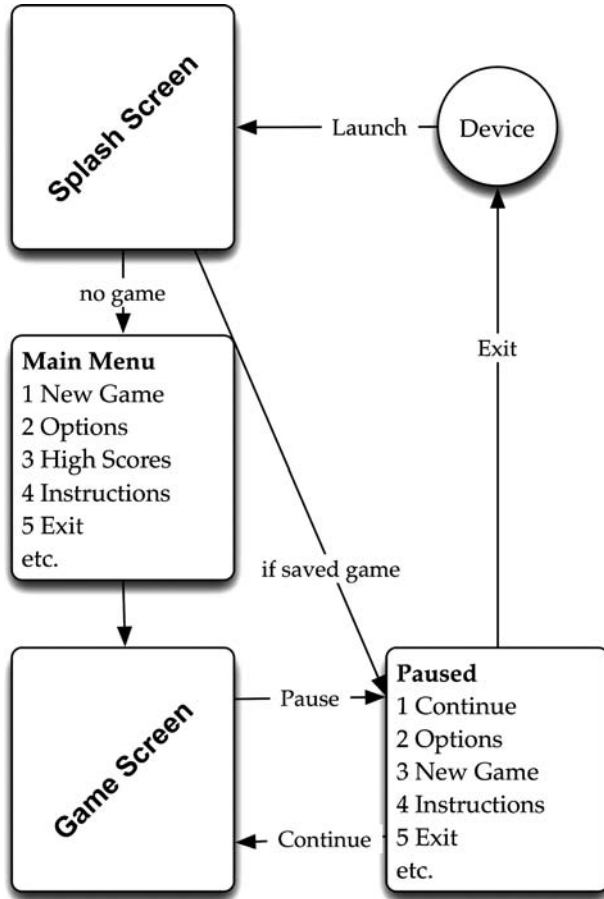 Splash Screen
Launch
Device
no game
Main Menu
1 New Game
2 Options
3 High Scores
4 Instructions
5 Exit
etc.
Exit
if saved game
Game Screen
Pause
Continue
Paused
1 Continue
2 Options
3 New Game
4 Instructions
5 Exit
etc.